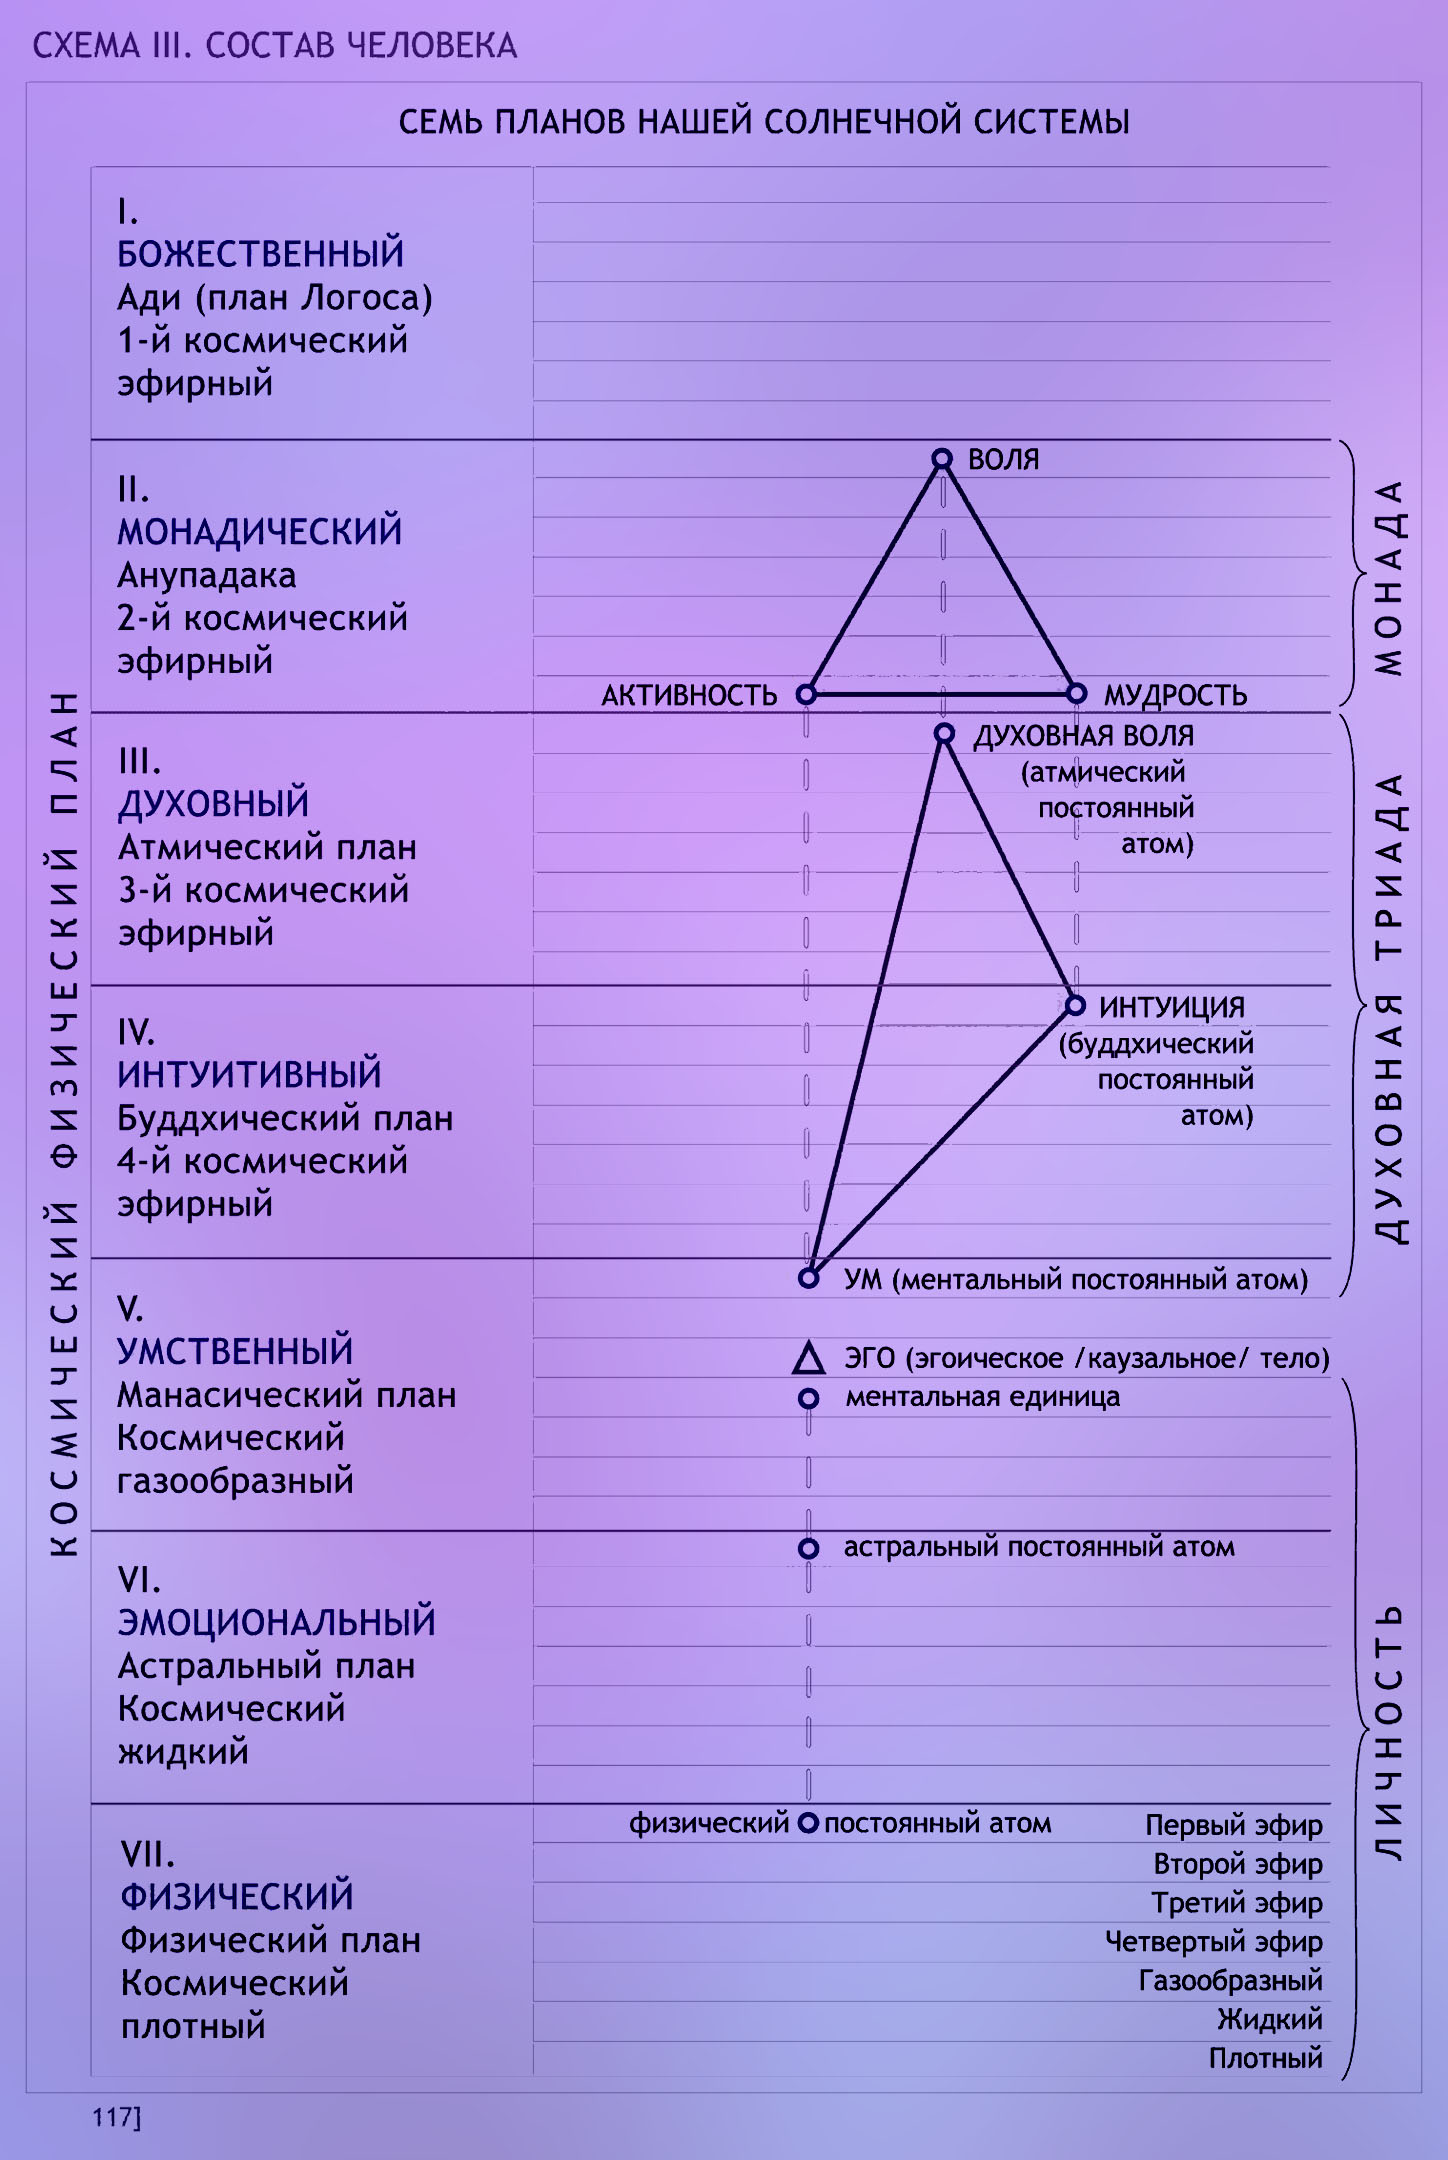 СХЕМА III. СОСТАВ ЧЕЛОВЕКА
СЕМЬ ПЛАНОВ НАШЕЙ СОЛНЕЧНОЙ СИСТЕМЫ
КОСМИЧЕСКИЙ ФИЗИЧЕСКИЙ ПЛАН
I.
БОЖЕСТВЕННЫЙ
Ади (план Логоса)
1-й космический
эфирный
II.
МОНАДИЧЕСКИЙ
Анупадака
2-й космический
эфирный
ВОЛЯ
АКТИВНОСТЬ
МУДРОСТЬ
МОНАДА
III.
ДУХОВНЫЙ
Атмический план
3-й космический
эфирный
ДУХОВНАЯ ВОЛЯ
(атмический
постоянный
атом)
IV.
ИНТУИТИВНЫЙ
Буддхический план
4-й космический
эфирный
ИНТУИЦИЯ
(буддхический
постоянный
атом)
ДУХОВНАЯ ТРИАДА
V.
УМСТВЕННЫЙ
Манасический план
Космический
газообразный
УМ (ментальный постоянный атом)
ЭГО (эгоическое /каузальное/ тело)
ментальная единица
VI.
ЭМОЦИОНАЛЬНЫЙ
Астральный план
Космический
жидкий
астральный постоянный атом
ЛИЧНОСТЬ
VII.
ФИЗИЧЕСКИЙ
Физический план
Космический
плотный
физический постоянный атом
Первый эфир
Второй эфир
Третий эфир
Четвертый эфир
Газообразный
Жидкий
Плотный
117]